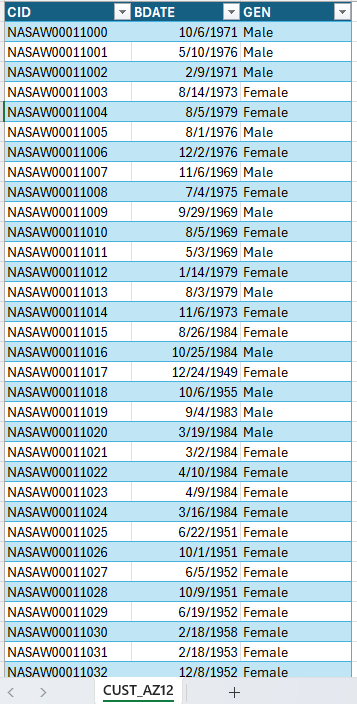 CID BDATE GEN
NASAW00011000 10/6/1971 Male
NASAW00011001 5/10/1976 Male
NASAW00011002 2/9/1971 Male
NASAW00011003 8/14/1973 Female
NASAW00011004 8/5/1979 Female
NASAW00011005 8/1/1976 Male
NASAW00011006 12/2/1976 Female
NASAW00011007 11/6/1969 Male
NASAW00011008 7/4/1975 Female
NASAW00011009 9/29/1969 Male
NASAW00011010 8/5/1969 Female
NASAW00011011 5/3/1969 Male
NASAW00011012 1/14/1979 Female
NASAW00011013 8/3/1979 Male
NASAW00011014 11/6/1973 Female
NASAW00011015 8/26/1984 Female
NASAW00011016 10/25/1984 Male
NASAW00011017 12/24/1949 Female
NASAW00011018 10/6/1955 Male
NASAW00011019 9/4/1983 Male
NASAW00011020 3/19/1984 Male
NASAW00011021 3/2/1984 Female
NASAW00011022 4/10/1984 Female
NASAW00011023 4/9/1984 Female
NASAW00011024 3/16/1984 Female
NASAW00011025 6/22/1951 Female
NASAW00011026 10/1/1951 Female
NASAW00011027 6/5/1952 Female
NASAW00011028 10/9/1951 Female
NASAW00011029 6/19/1952 Female
NASAW00011030 2/18/1958 Female
NASAW00011031 2/18/1953 Female
NASAW00011032 12/8/1952 Female
CUST_AZ12